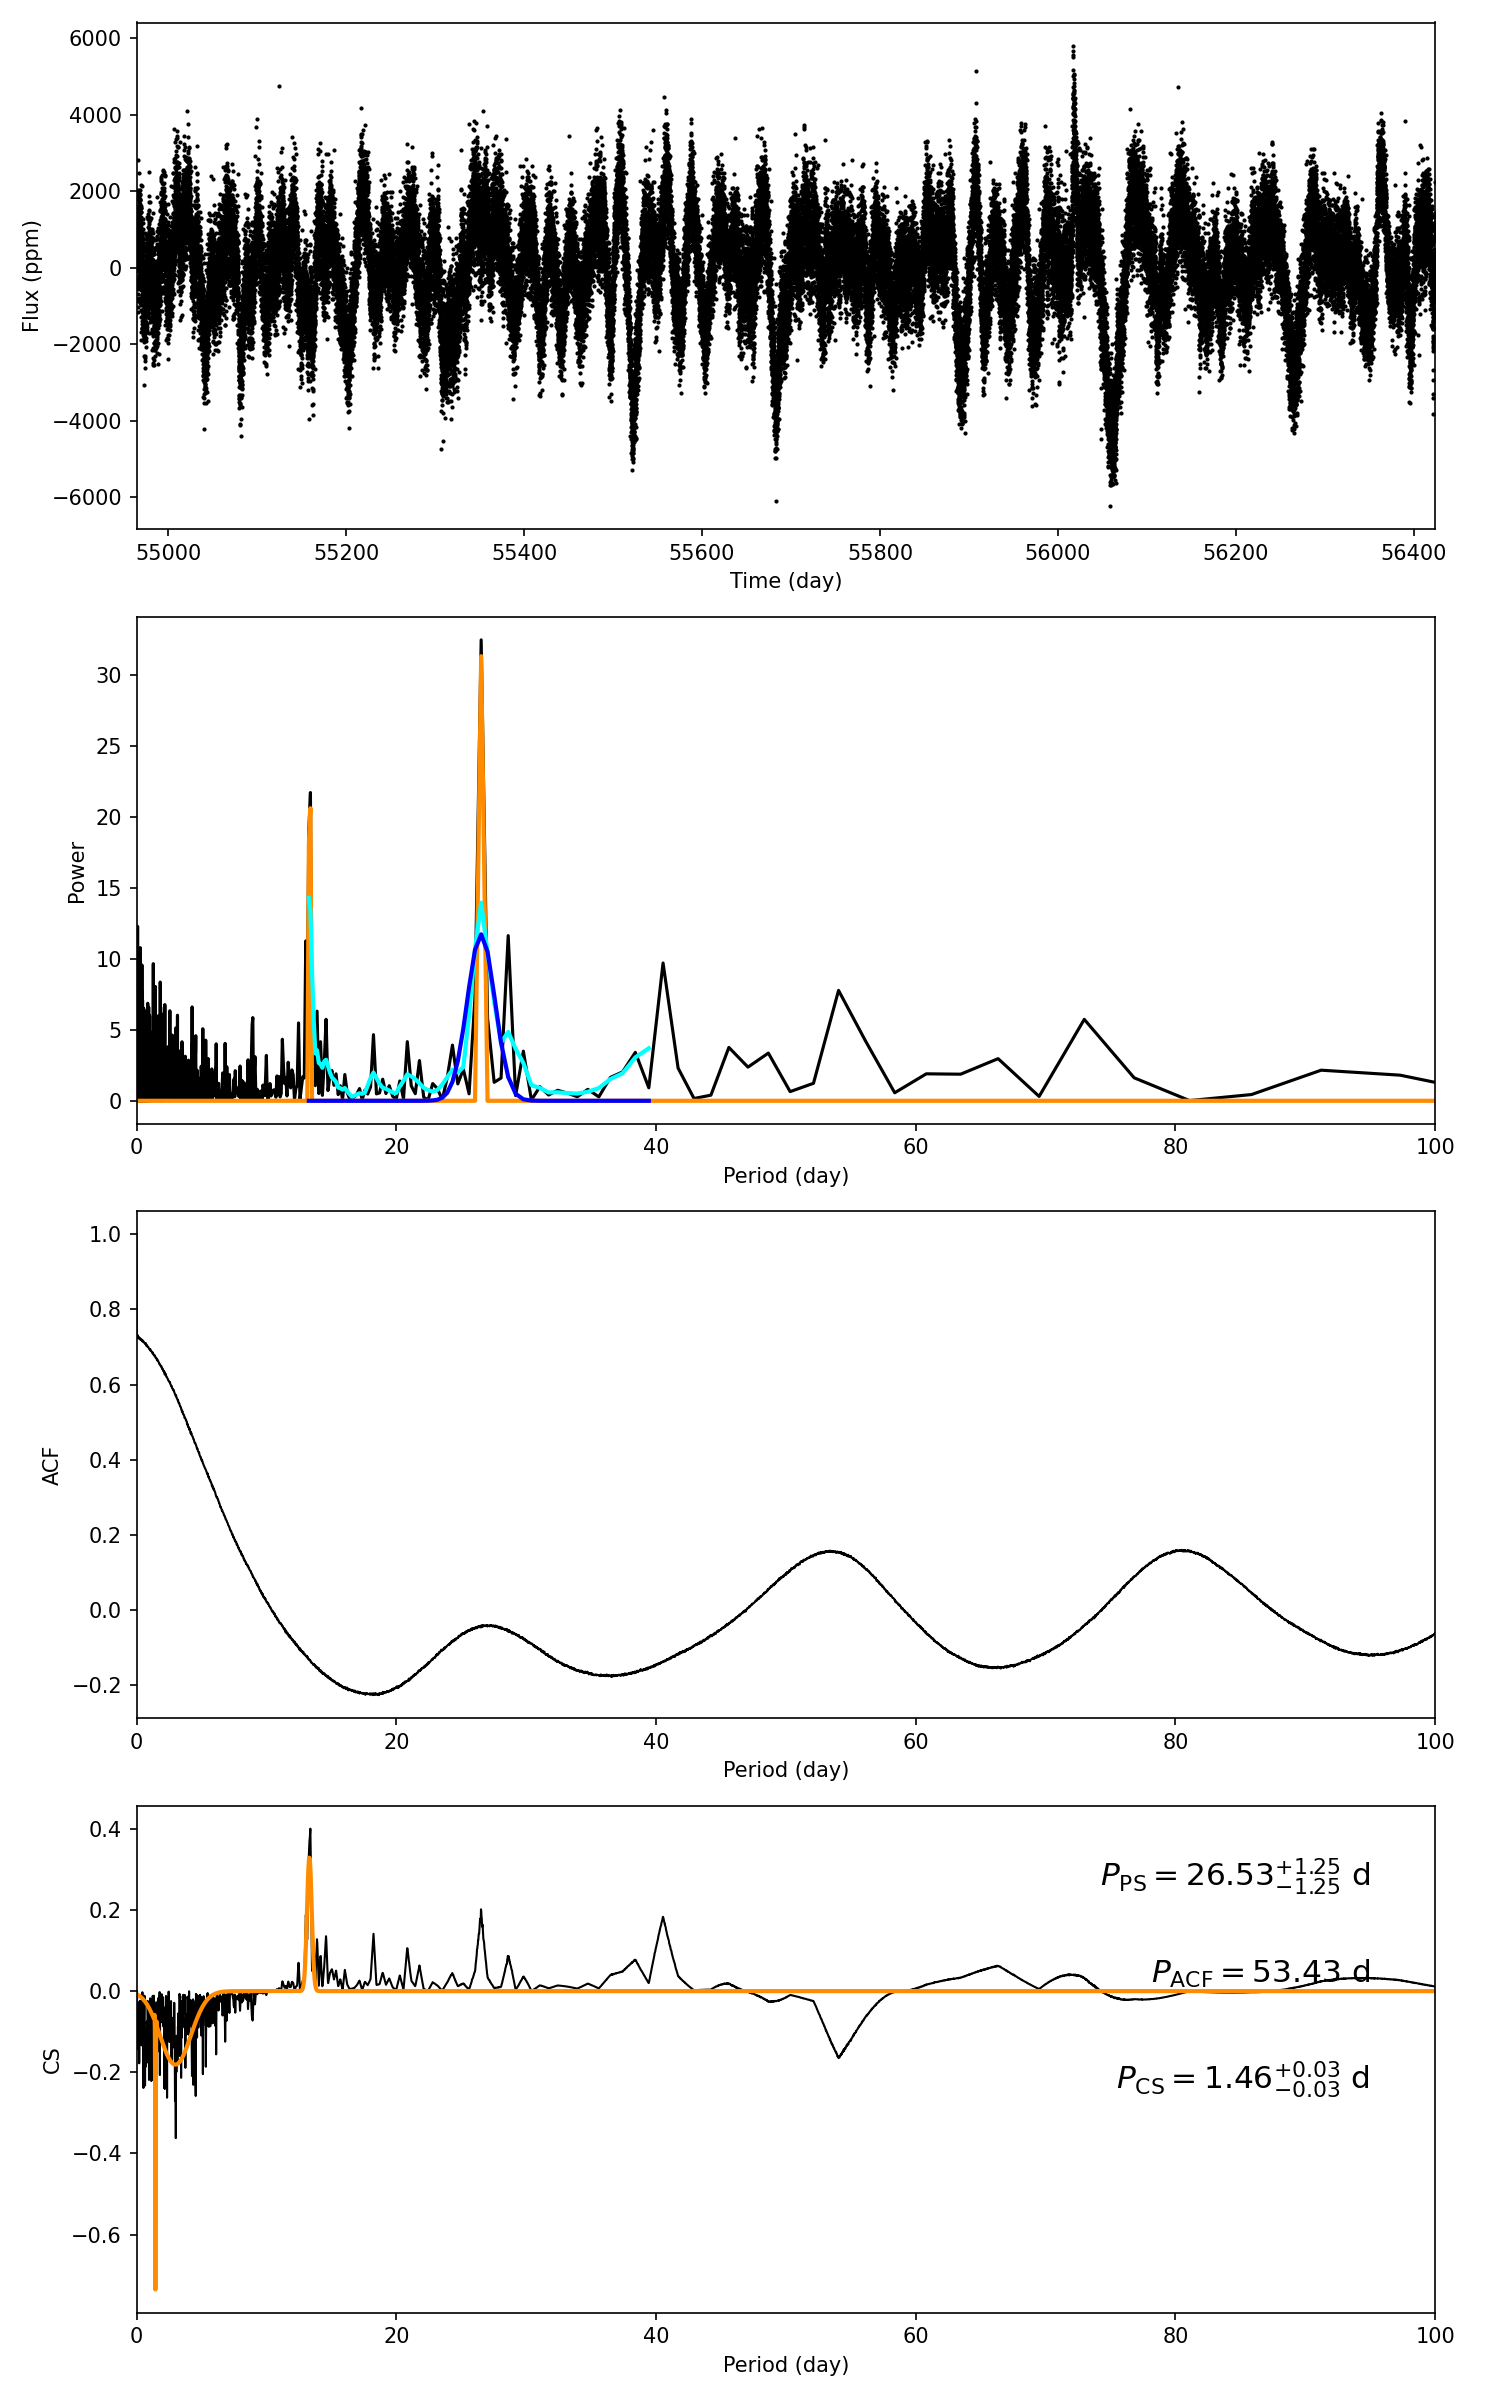 6000
4000
2000
0
−2000
−4000
−6000
Flux (ppm)
55000 55200 55400 55600 55800 56000 56200 56400
Time (day)
30
25
20
15
10
5
0
Power
0 20 40 60 80 100
Period (day)
1.0
0.8
0.6
0.4
0.2
0.0
−0.2
ACF
0 20 40 60 80 100
Period (day)
0.4
0.2
0.0
−0.2
−0.4
−0.6
CS
P_PS = 26.53 +1.25 −1.25 d
P_ACF = 53.43 d
P_CS = 1.46 +0.03 −0.03 d
0 20 40 60 80 100
Period (day)